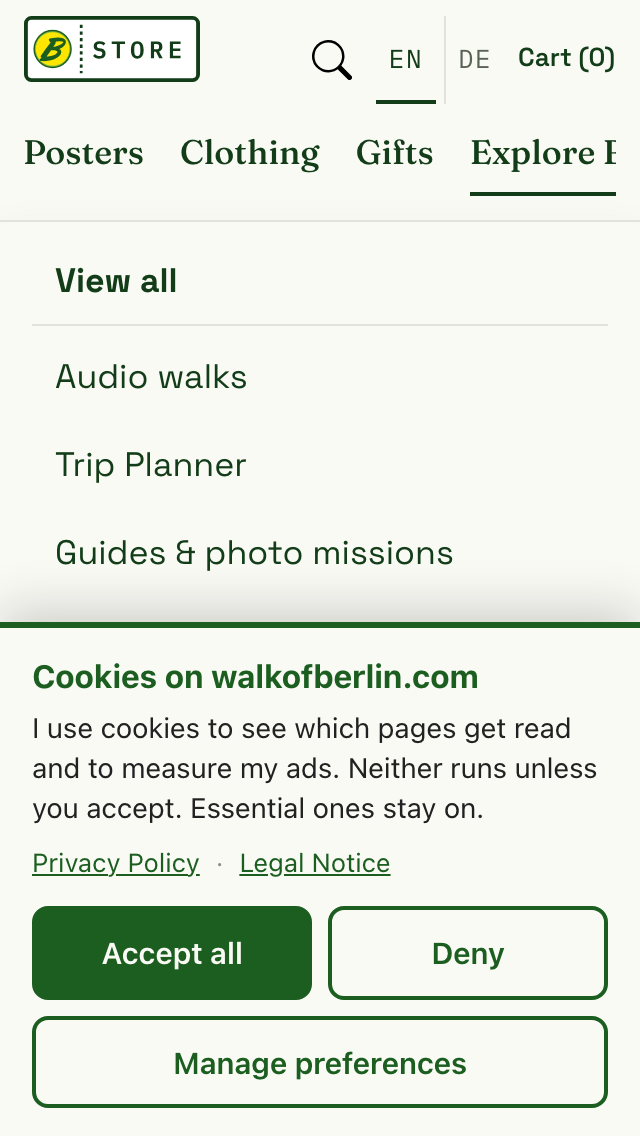 B STORE
EN DE Cart (0)
Posters Clothing Gifts Explore
View all
Audio walks
Trip Planner
Guides & photo missions
Cookies on walkofberlin.com
I use cookies to see which pages get read
and to measure my ads. Neither runs unless
you accept. Essential ones stay on.
Privacy Policy · Legal Notice
Accept all Deny
Manage preferences